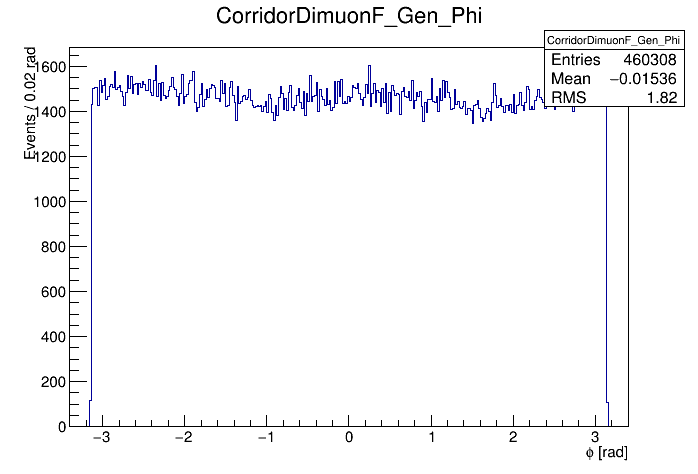 CorridorDimuonF_Gen_Phi
CorridorDimuonF_Gen_Phi
Entries 460308
Mean −0.01536
RMS 1.82
Events / 0.02 rad
1600
1400
1200
1000
800
600
400
200
0
−3 −2 −1 0 1 2 3
ϕ [rad]